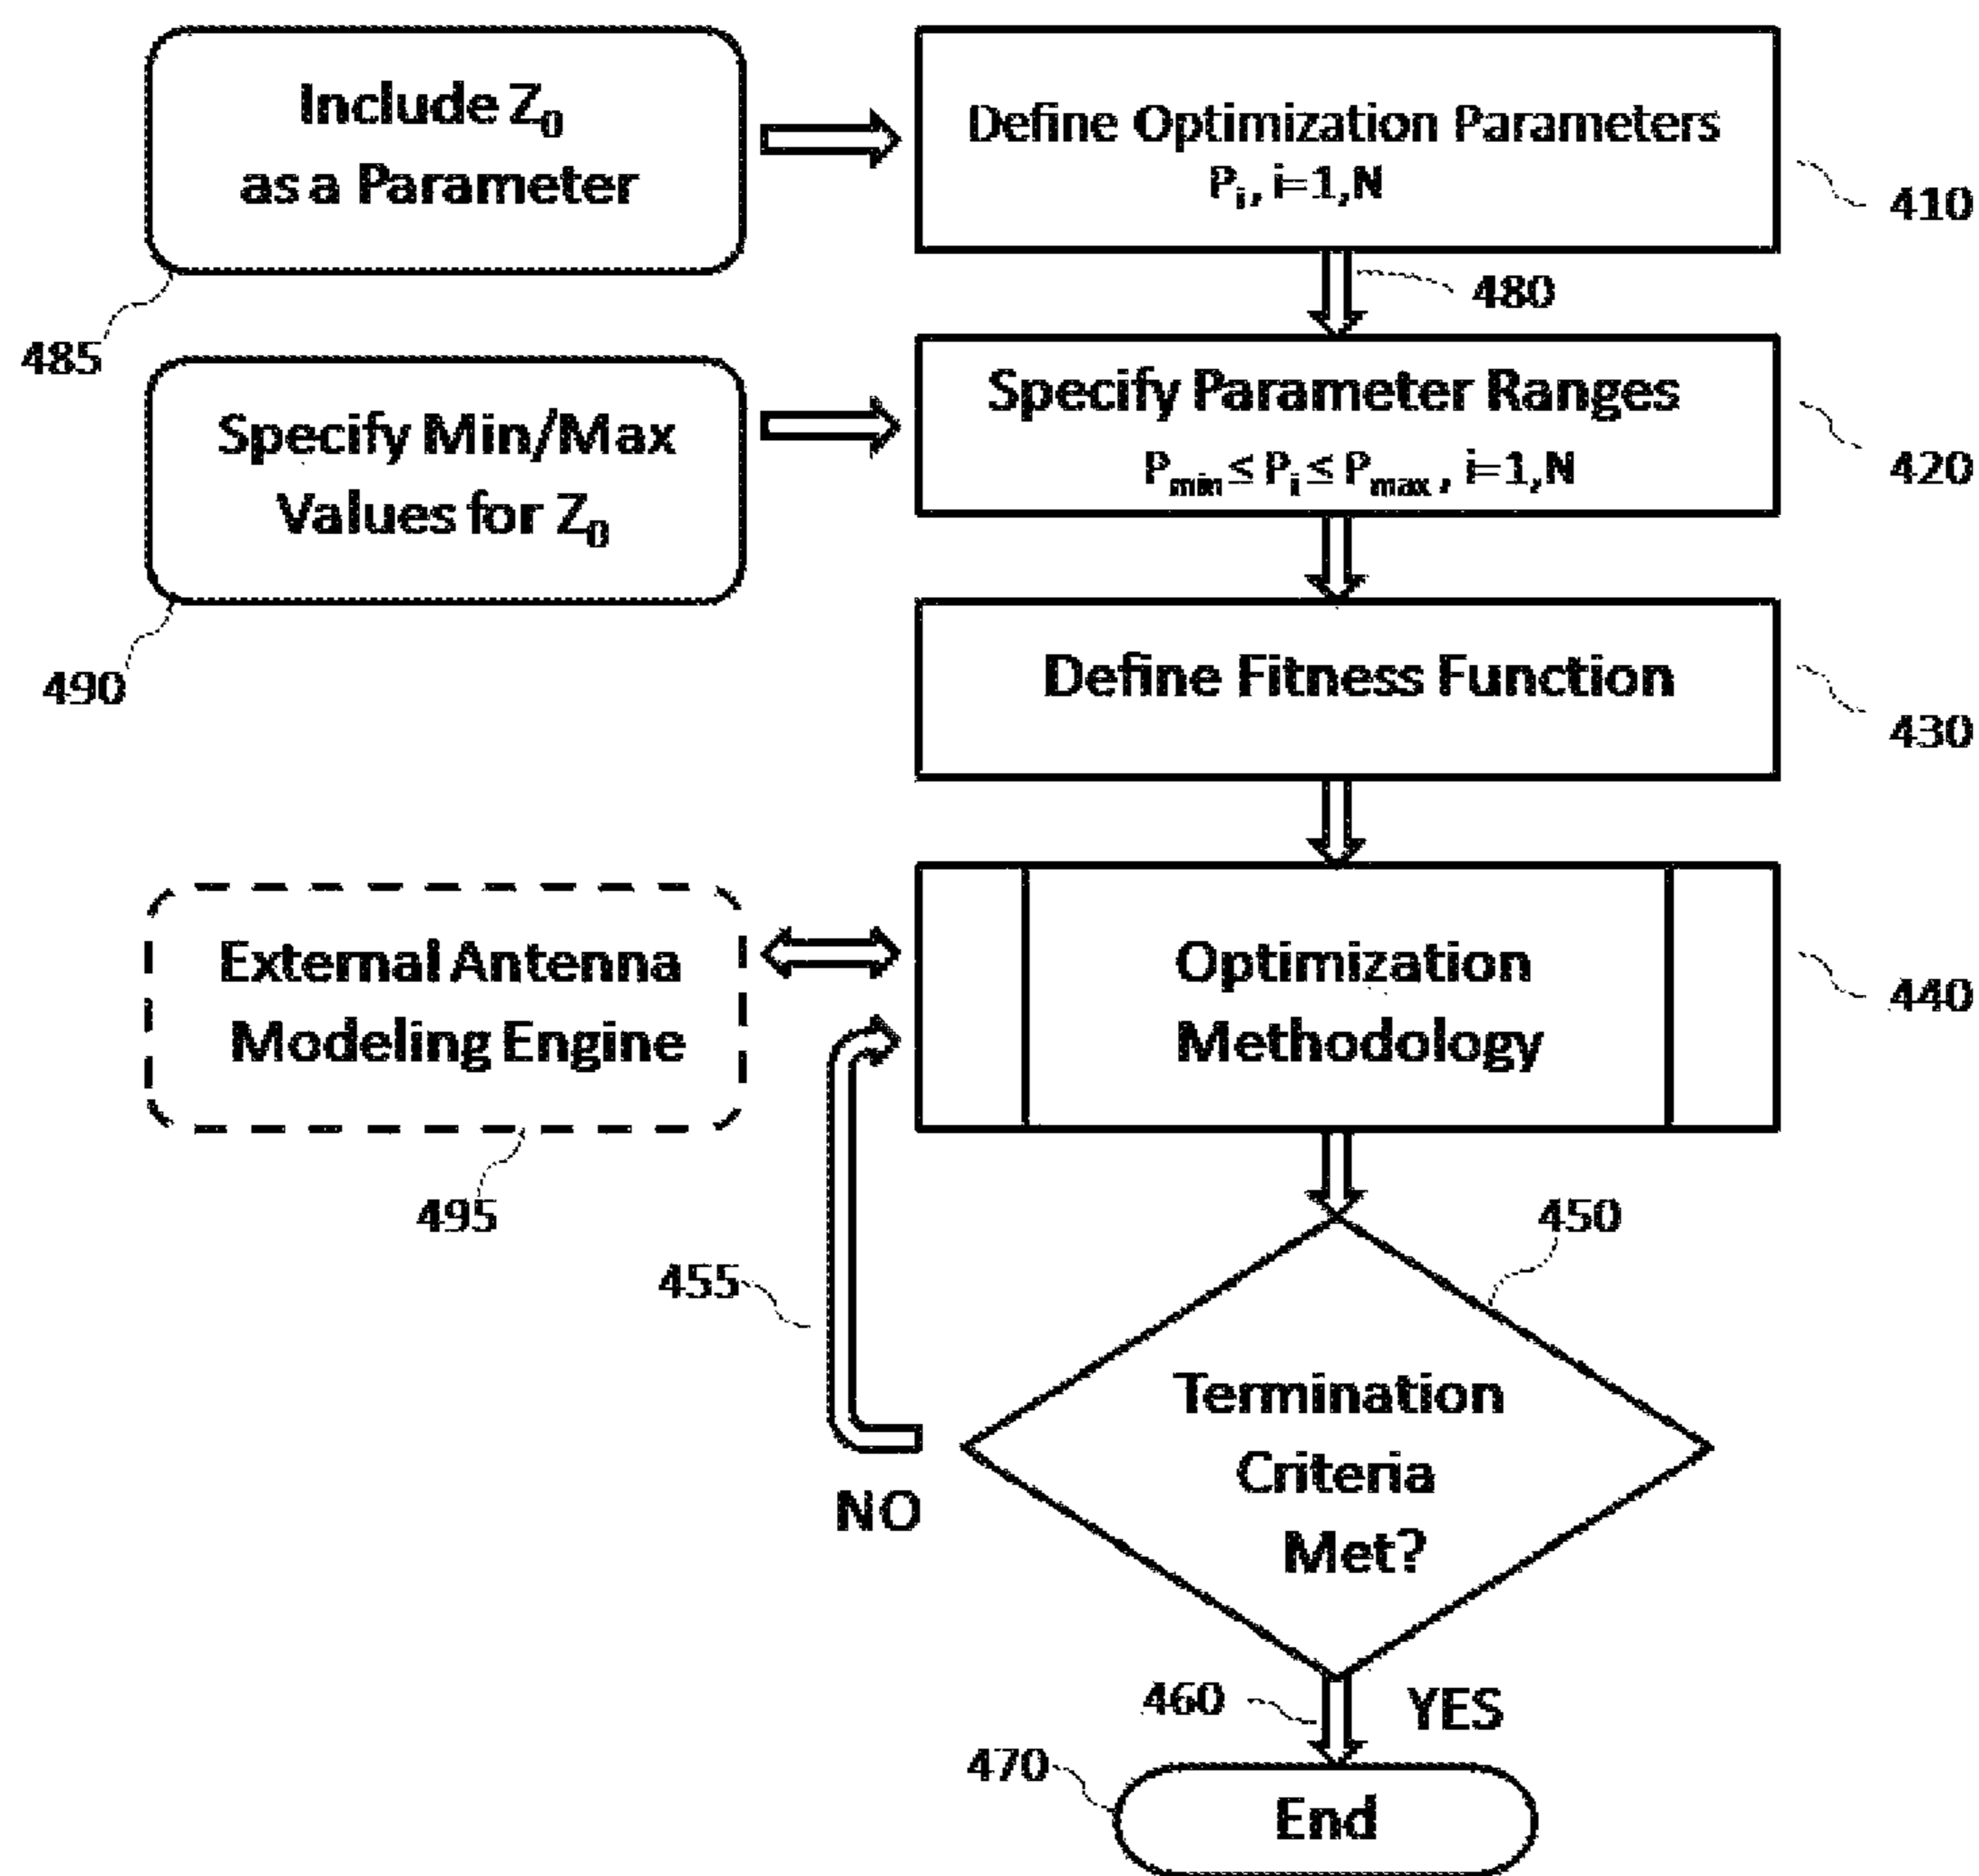 Include Z₀
as a Parameter
485
Define Optimization Parameters
Pᵢ, i=1,N
410
480
Specify Min/Max
Values for Z₀
490
Specify Parameter Ranges
Pₘᵢₙ ≤ Pᵢ ≤ Pₘₐₓ, i=1,N
420
Define Fitness Function
430
External Antenna
Modeling Engine
495
Optimization
Methodology
440
455
450
Termination
Criteria
Met?
NO
460
YES
470
End